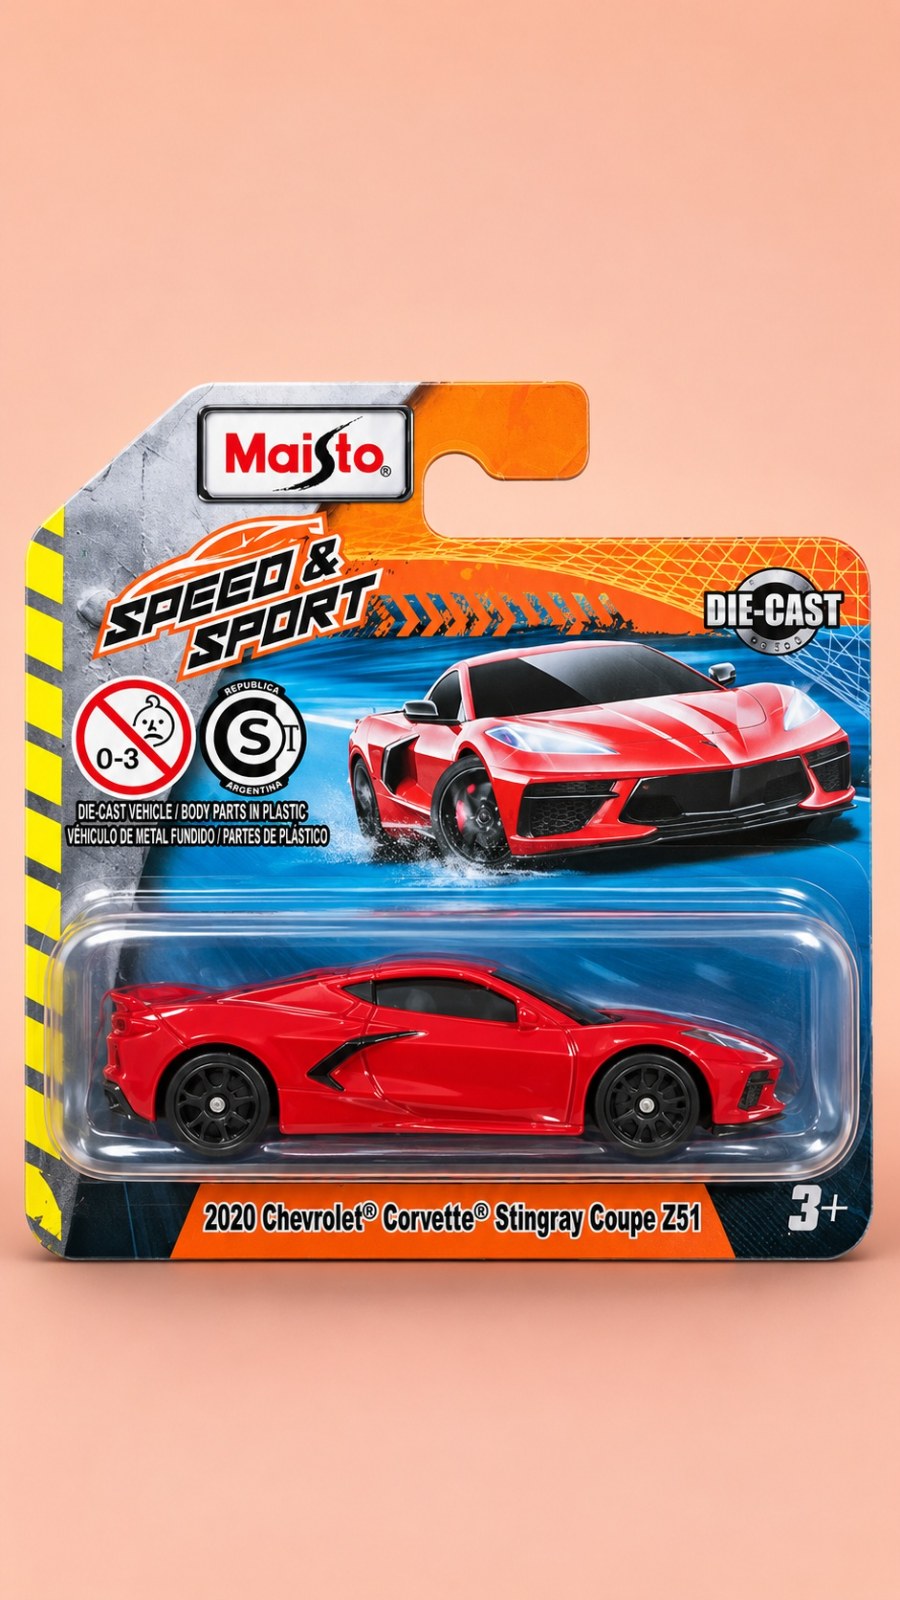 Maisto®
SPEED &
SPORT
DIE-CAST
0-3
REPUBLICA
S T
ARGENTINA
DIE-CAST VEHICLE / BODY PARTS IN PLASTIC
VÉHICULO DE METAL FUNDIDO / PARTES DE PLÁSTICO
2020 Chevrolet® Corvette® Stingray Coupe Z51
3+